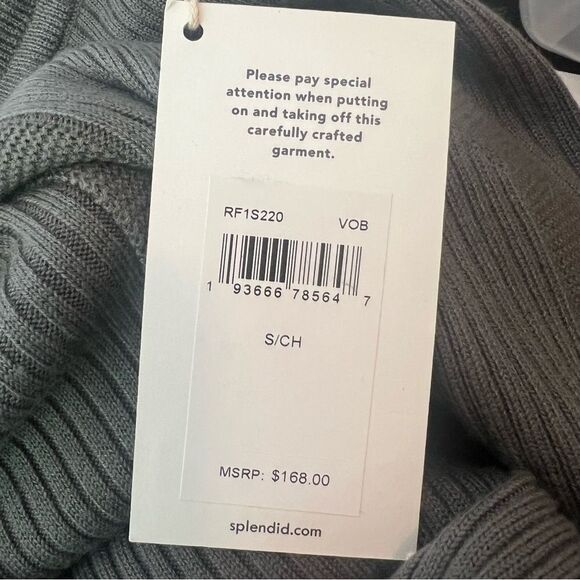 Please pay special
attention when putting
on and taking off this
carefully crafted
garment.
RF1S220 VOB
1 93666 78564 7
S/CH
MSRP: $168.00
splendid.com